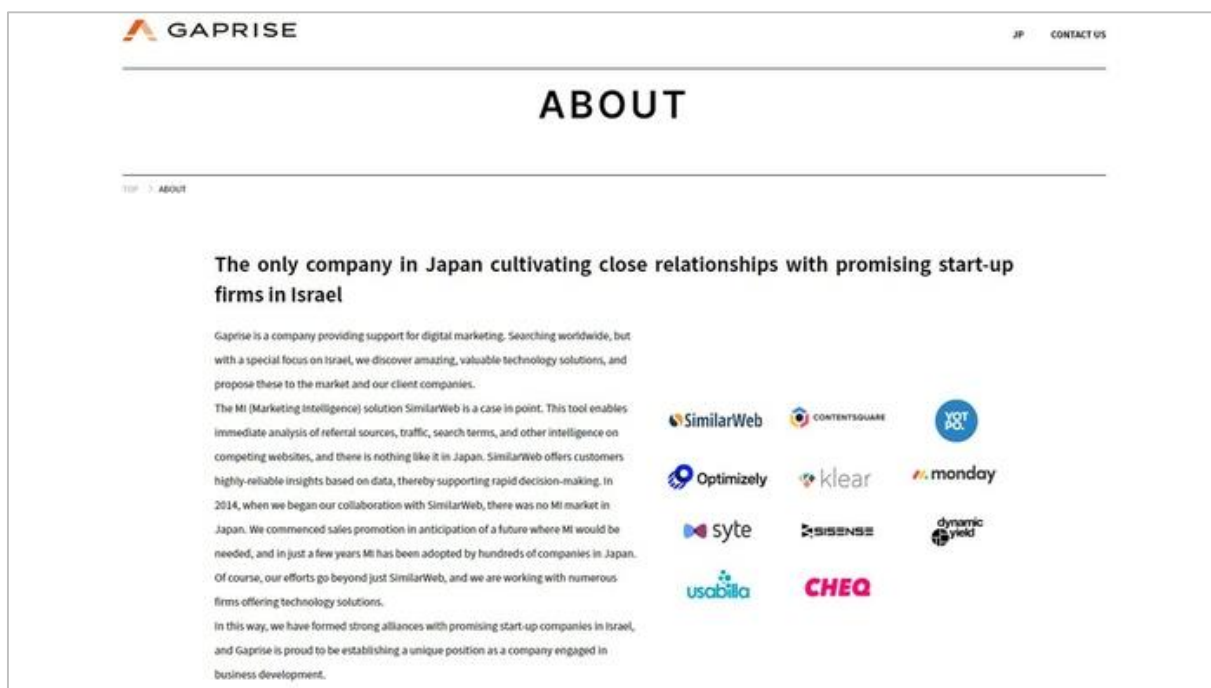 GAPRISE
JP CONTACT US
ABOUT
TOP > ABOUT
The only company in Japan cultivating close relationships with promising start-up
firms in Israel
Gaprise is a company providing support for digital marketing. Searching worldwide, but
with a special focus on Israel, we discover amazing, valuable technology solutions, and
propose these to the market and our client companies.
The MI (Marketing Intelligence) solution SimilarWeb is a case in point. This tool enables
immediate analysis of referral sources, traffic, search terms, and other intelligence on
competing websites, and there is nothing like it in Japan. SimilarWeb offers customers
highly-reliable insights based on data, thereby supporting rapid decision-making. In
2014, when we began our collaboration with SimilarWeb, there was no MI market in
Japan. We commenced sales promotion in anticipation of a future where MI would be
needed, and in just a few years MI has been adopted by hundreds of companies in Japan.
Of course, our efforts go beyond just SimilarWeb, and we are working with numerous
firms offering technology solutions.
In this way, we have formed strong alliances with promising start-up companies in Israel,
and Gaprise is proud to be establishing a unique position as a company engaged in
business development.
SimilarWeb CONTENTSQUARE YOTPO.
Optimizely klear monday
syte SISENSE dynamic yield
usabilla CHEQ